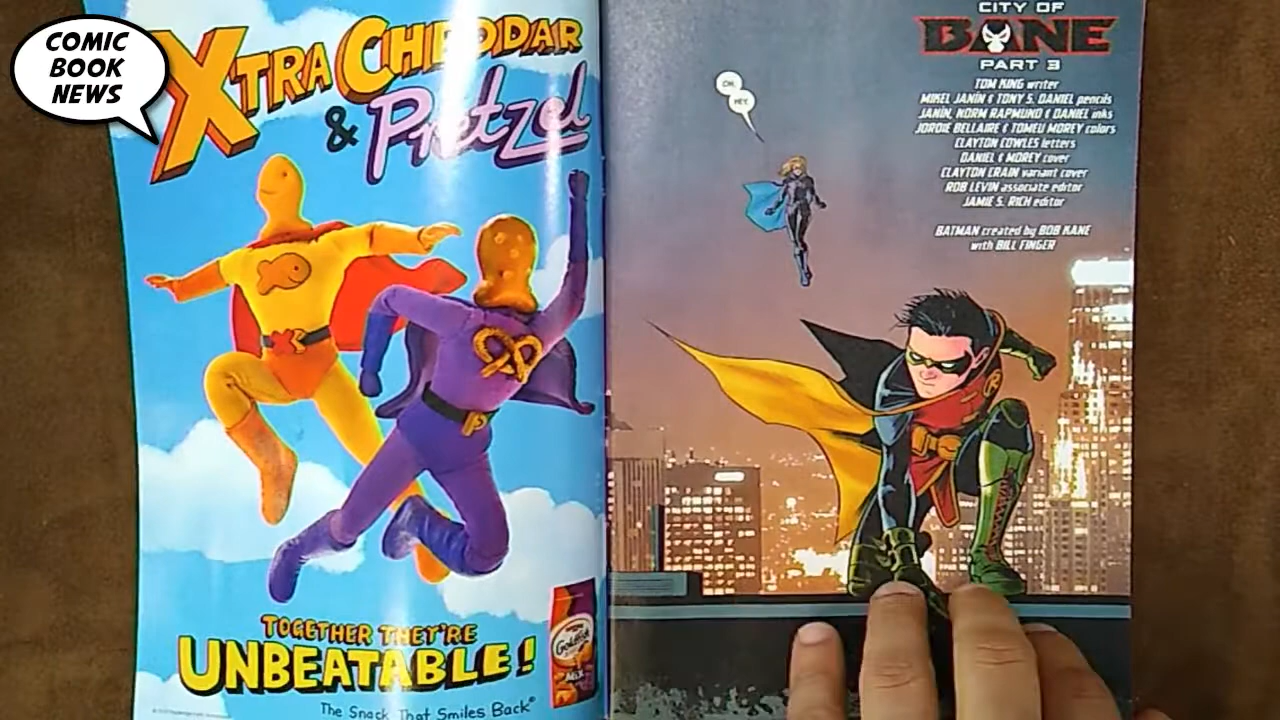 COMIC
BOOK
NEWS
XTRA CHEDDAR
& Pretzel
TOGETHER THEY'RE
UNBEATABLE!
Goldfish
MiX
The Snack That Smiles Back®
CITY OF
BANE
PART 3
TOM KING writer
MIKEL JANÍN & TONY S. DANIEL pencils
JANÍN, NORM RAPMUND & DANIEL inks
JORDIE BELLAIRE & TOMEU MOREY colors
CLAYTON COWLES letters
DANIEL & MOREY cover
CLAYTON CRAIN variant cover
ROB LEVIN associate editor
JAMIE S. RICH editor
BATMAN created by BOB KANE
with BILL FINGER
OH,
HEY.